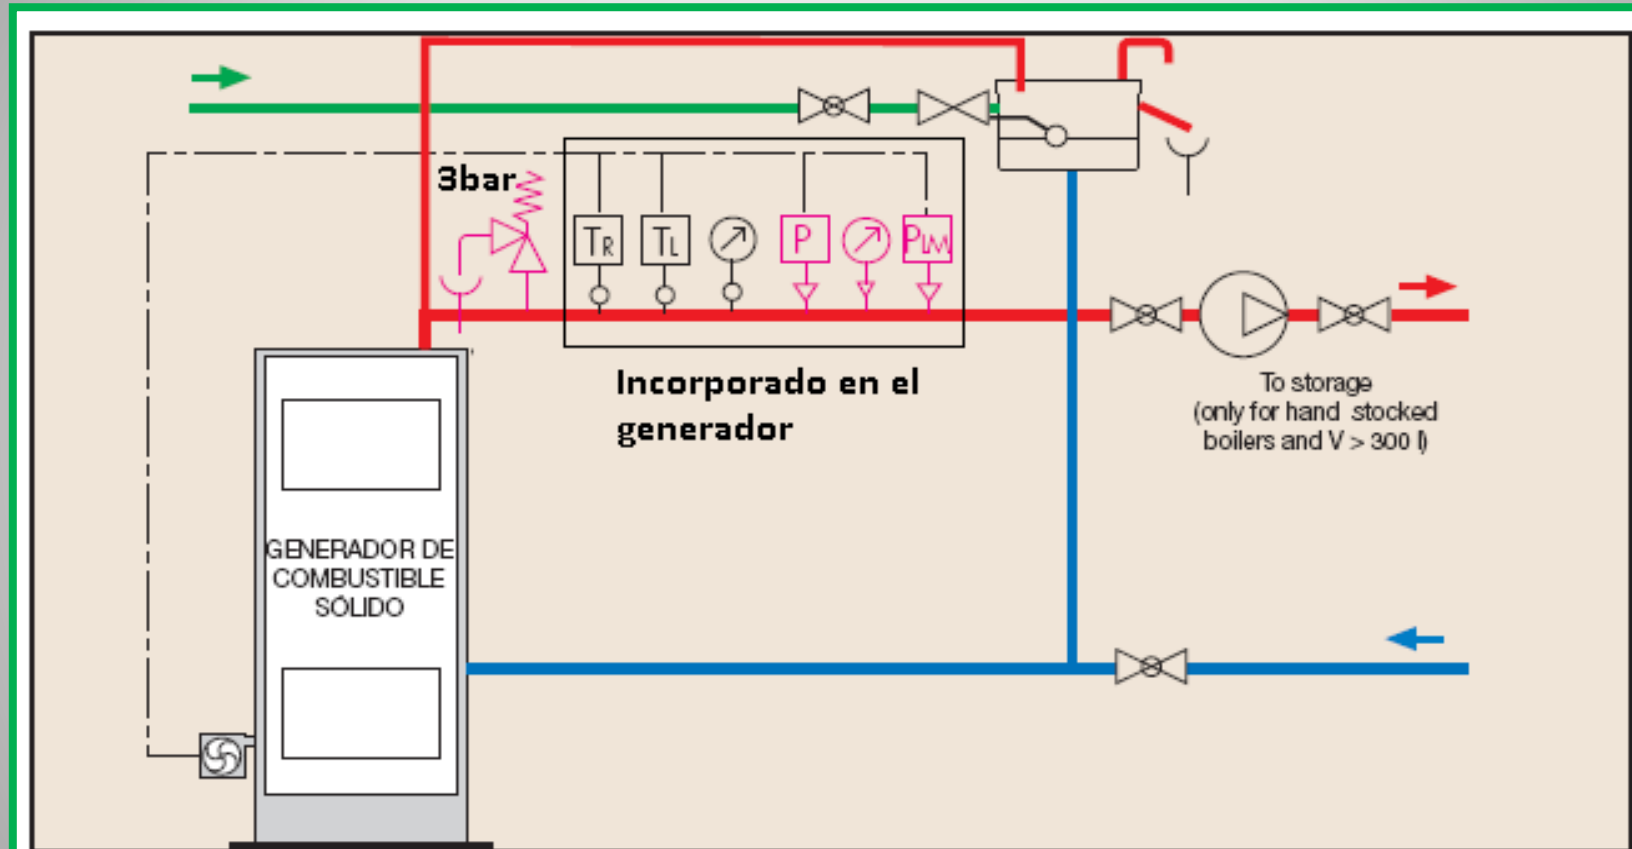 3bar
TR
TL
P
PLM
Incorporado en el
generador
To storage
(only for hand stocked
boilers and V > 300 l)
GENERADOR DE
COMBUSTIBLE
SÓLIDO